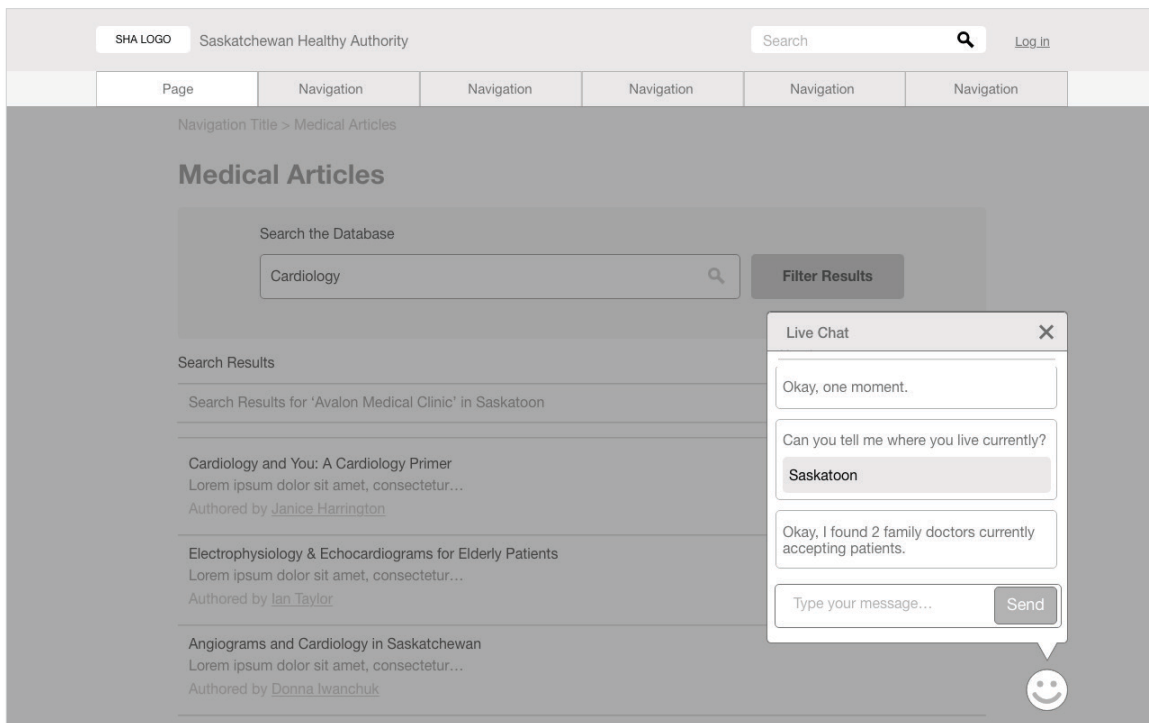 SHA LOGO
Saskatchewan Healthy Authority
Search
Log in
Page
Navigation
Navigation
Navigation
Navigation
Navigation
Navigation Title > Medical Articles
Medical Articles
Search the Database
Cardiology
Filter Results
Search Results
Search Results for ‘Avalon Medical Clinic’ in Saskatoon
Cardiology and You: A Cardiology Primer
Lorem ipsum dolor sit amet, consectetur…
Authored by Janice Harrington
Electrophysiology & Echocardiograms for Elderly Patients
Lorem ipsum dolor sit amet, consectetur…
Authored by Ian Taylor
Angiograms and Cardiology in Saskatchewan
Lorem ipsum dolor sit amet, consectetur…
Authored by Donna Iwanchuk
Live Chat
Okay, one moment.
Can you tell me where you live currently?
Saskatoon
Okay, I found 2 family doctors currently
accepting patients.
Type your message…
Send